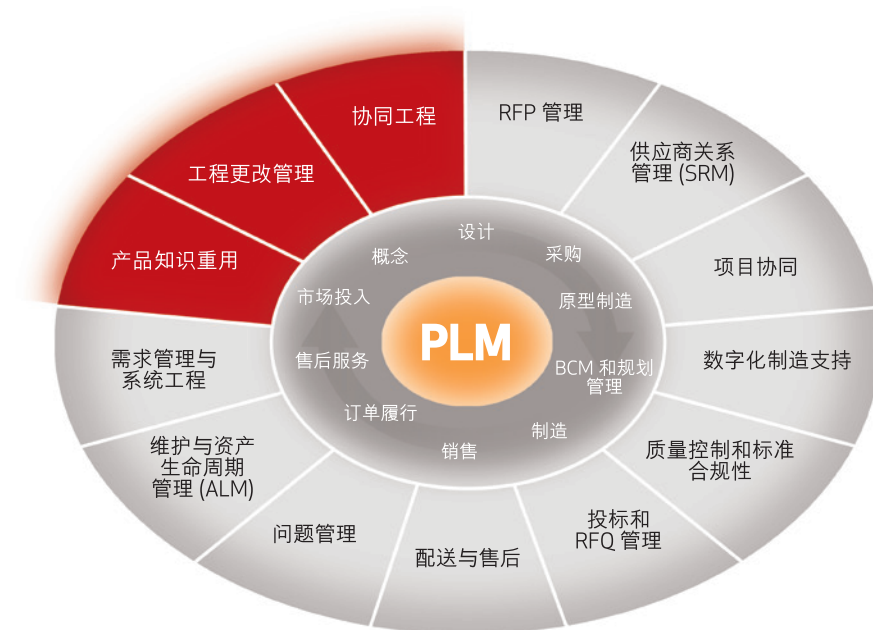 协同工程
RFP 管理
供应商关系
管理 (SRM)
项目协同
数字化制造支持
质量控制和标准
合规性
投标和
RFQ 管理
配送与售后
问题管理
维护与资产
生命周期
管理 (ALM)
需求管理与
系统工程
产品知识重用
工程更改管理
设计
采购
原型制造
BCM 和规划
管理
制造
销售
订单履行
售后服务
市场投入
概念
PLM